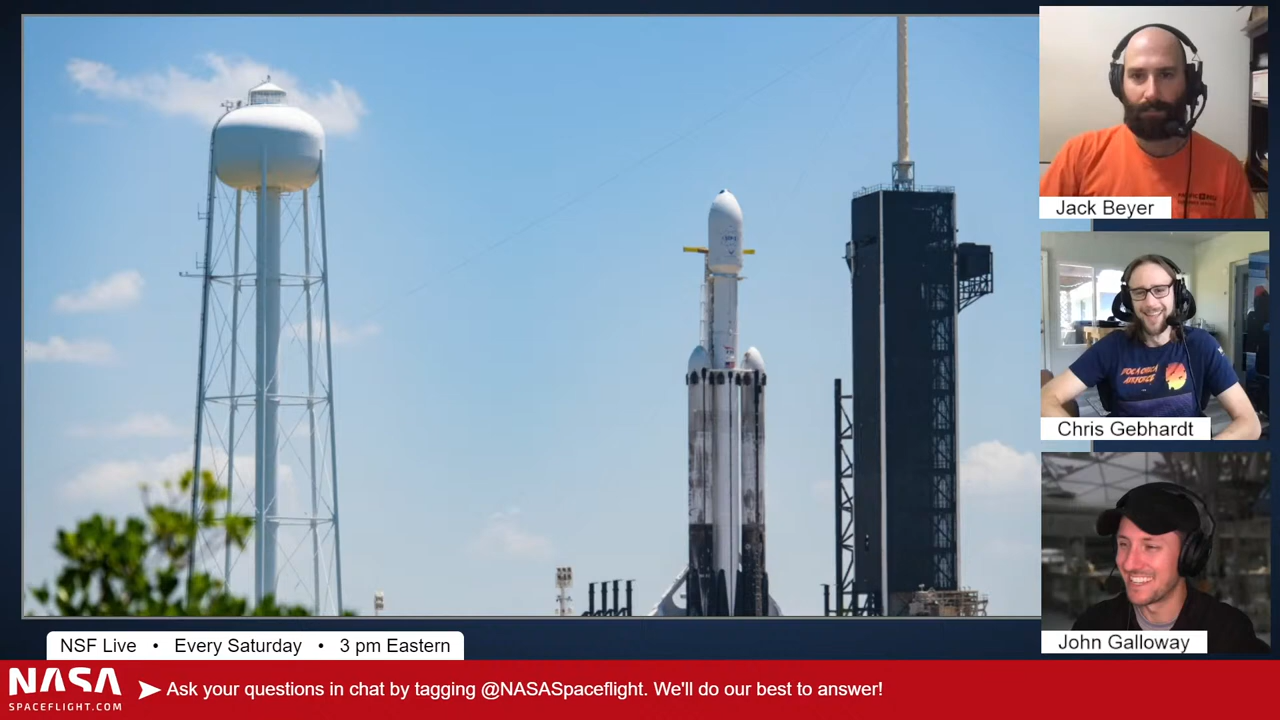 Jack Beyer
Chris Gebhardt
John Galloway
NSF Live • Every Saturday • 3 pm Eastern
NASA
SPACEFLIGHT.COM
Ask your questions in chat by tagging @NASASpaceflight. We'll do our best to answer!